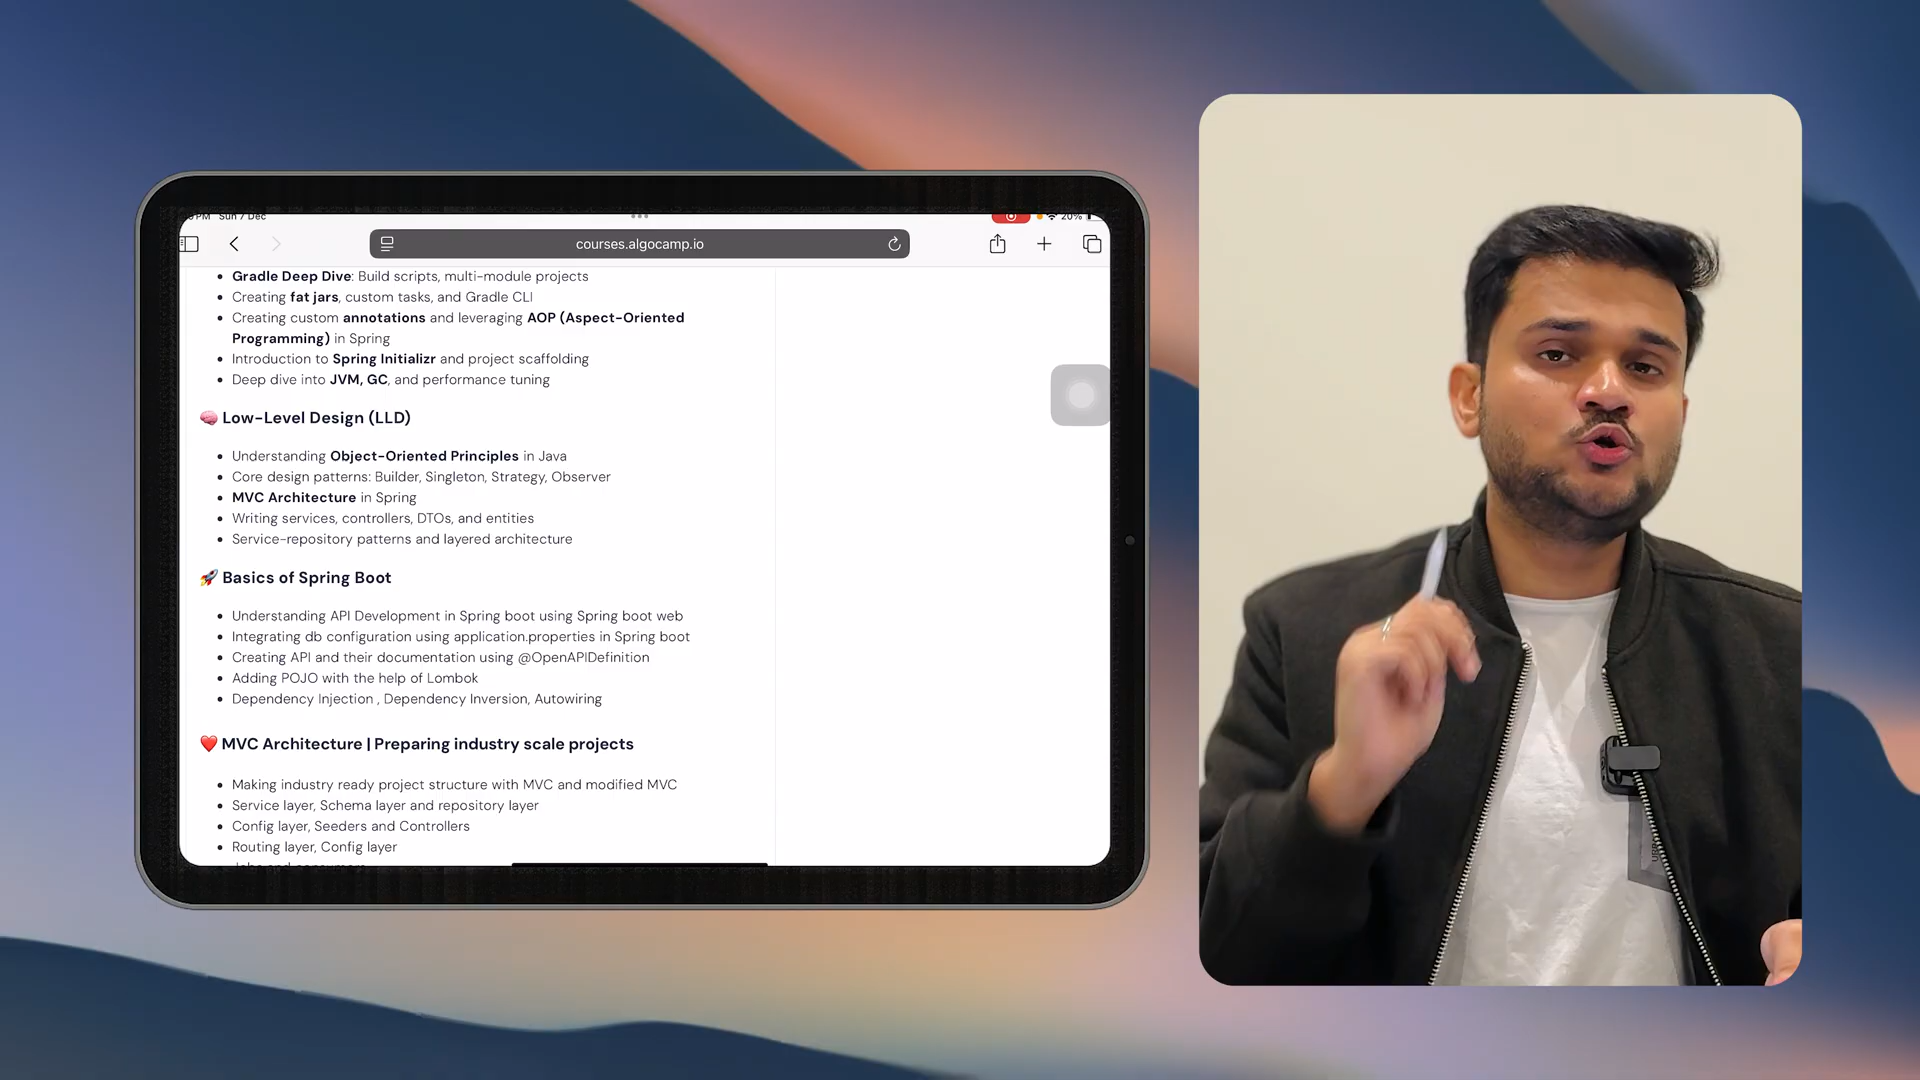 PM Sun 7 Dec
20%
courses.algocamp.io
Gradle Deep Dive: Build scripts, multi-module projects
Creating fat jars, custom tasks, and Gradle CLI
Creating custom annotations and leveraging AOP (Aspect-Oriented
Programming) in Spring
Introduction to Spring Initializr and project scaffolding
Deep dive into JVM, GC, and performance tuning
🧠 Low-Level Design (LLD)
Understanding Object-Oriented Principles in Java
Core design patterns: Builder, Singleton, Strategy, Observer
MVC Architecture in Spring
Writing services, controllers, DTOs, and entities
Service-repository patterns and layered architecture
🚀 Basics of Spring Boot
Understanding API Development in Spring boot using Spring boot web
Integrating db configuration using application.properties in Spring boot
Creating API and their documentation using @OpenAPIDefinition
Adding POJO with the help of Lombok
Dependency Injection , Dependency Inversion, Autowiring
❤️ MVC Architecture | Preparing industry scale projects
Making industry ready project structure with MVC and modified MVC
Service layer, Schema layer and repository layer
Config layer, Seeders and Controllers
Routing layer, Config layer